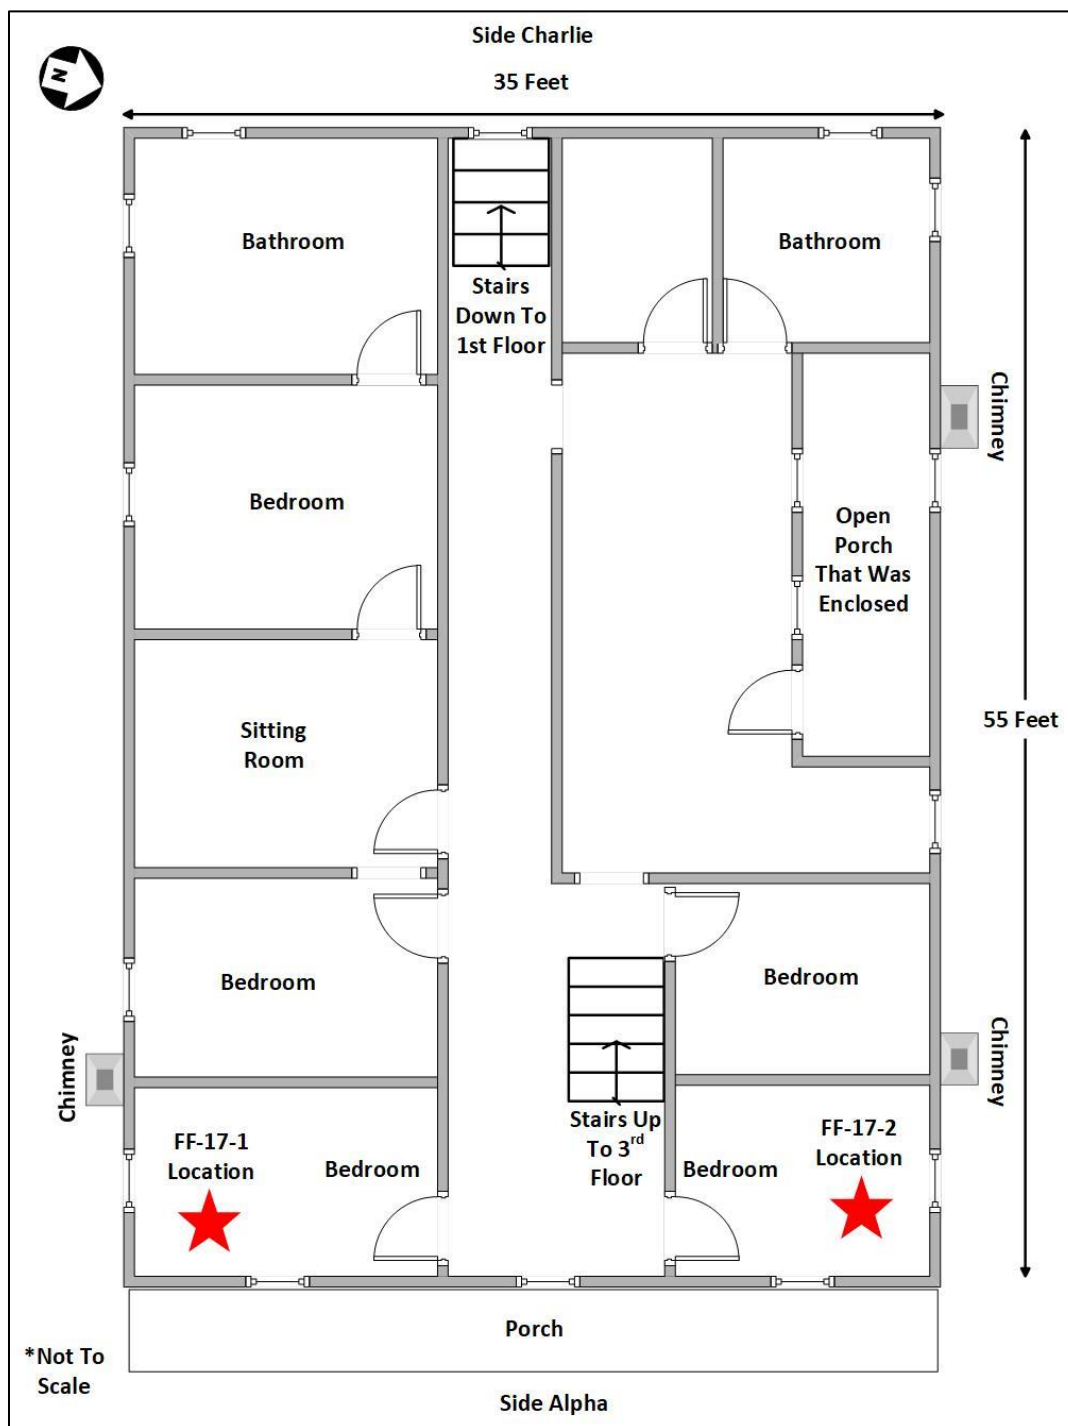 Side Charlie
N
35 Feet
Bathroom
Stairs
Down To
1st Floor
Bathroom
Chimney
Bedroom
Open
Porch
That Was
Enclosed
55 Feet
Sitting
Room
Bedroom
Bedroom
Chimney
Chimney
FF-17-1
Location
Bedroom
Stairs Up
To 3rd
Floor
Bedroom
FF-17-2
Location
Porch
*Not To
Scale
Side Alpha